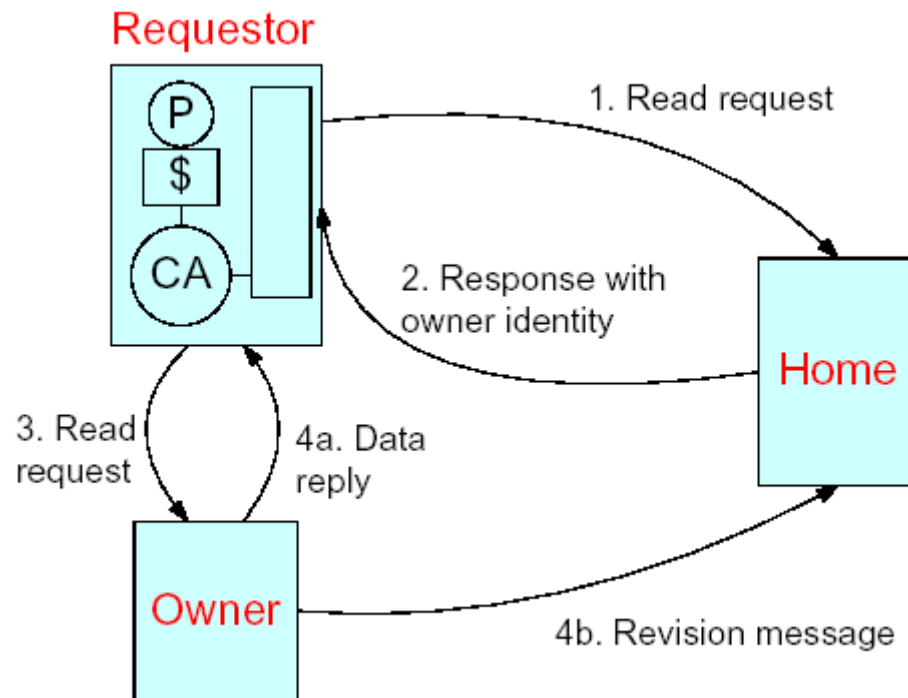 Requestor
P
$
CA
1. Read request
2. Response with
owner identity
Home
3. Read
request
4a. Data
reply
Owner
4b. Revision message